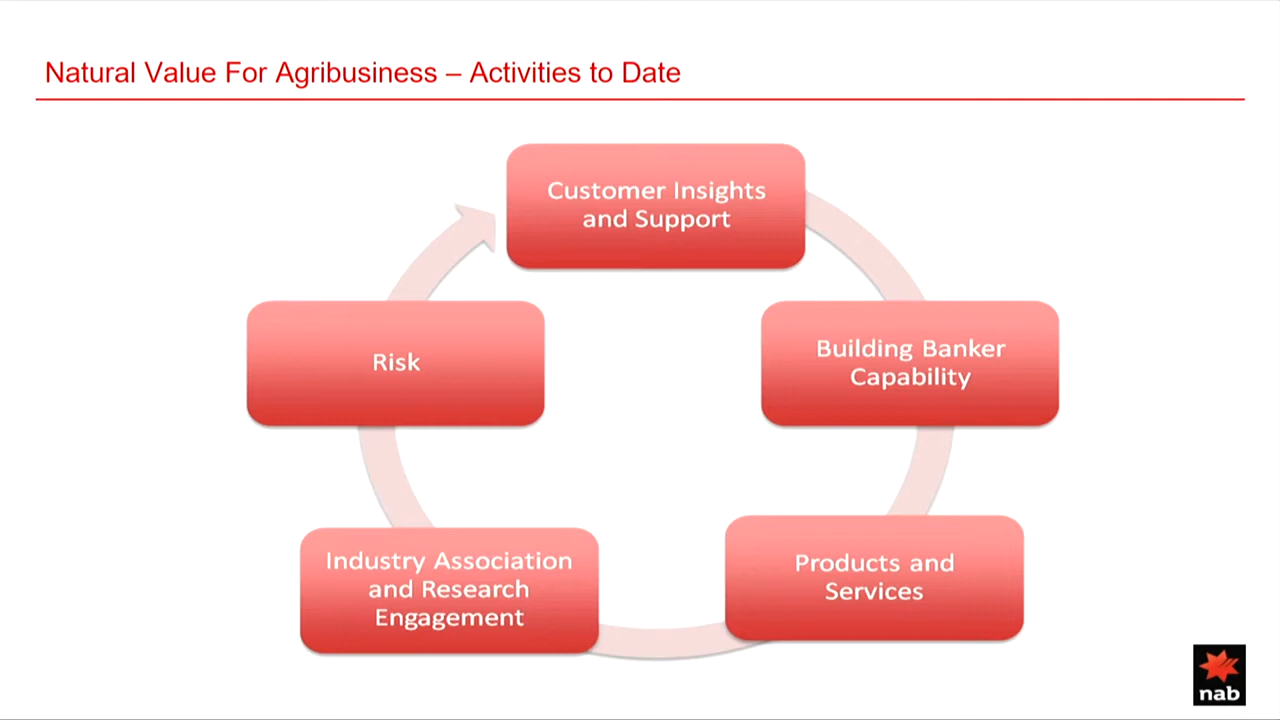 Natural Value For Agribusiness – Activities to Date
Customer Insights
and Support
Building Banker
Capability
Products and
Services
Industry Association
and Research
Engagement
Risk
nab